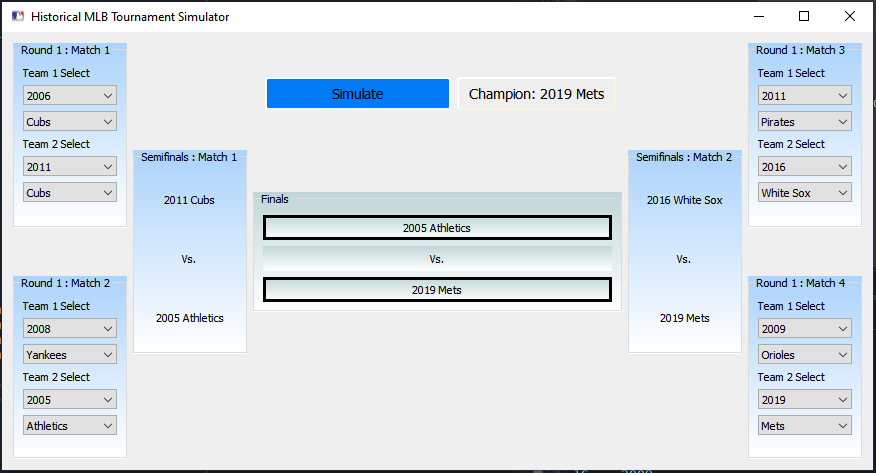 Historical MLB Tournament Simulator
Round 1 : Match 1
Team 1 Select
2006
Cubs
Team 2 Select
2011
Cubs
Round 1 : Match 2
Team 1 Select
2008
Yankees
Team 2 Select
2005
Athletics
Semifinals : Match 1
2011 Cubs
Vs.
2005 Athletics
Simulate
Champion: 2019 Mets
Finals
2005 Athletics
Vs.
2019 Mets
Semifinals : Match 2
2016 White Sox
Vs.
2019 Mets
Round 1 : Match 3
Team 1 Select
2011
Pirates
Team 2 Select
2016
White Sox
Round 1 : Match 4
Team 1 Select
2009
Orioles
Team 2 Select
2019
Mets